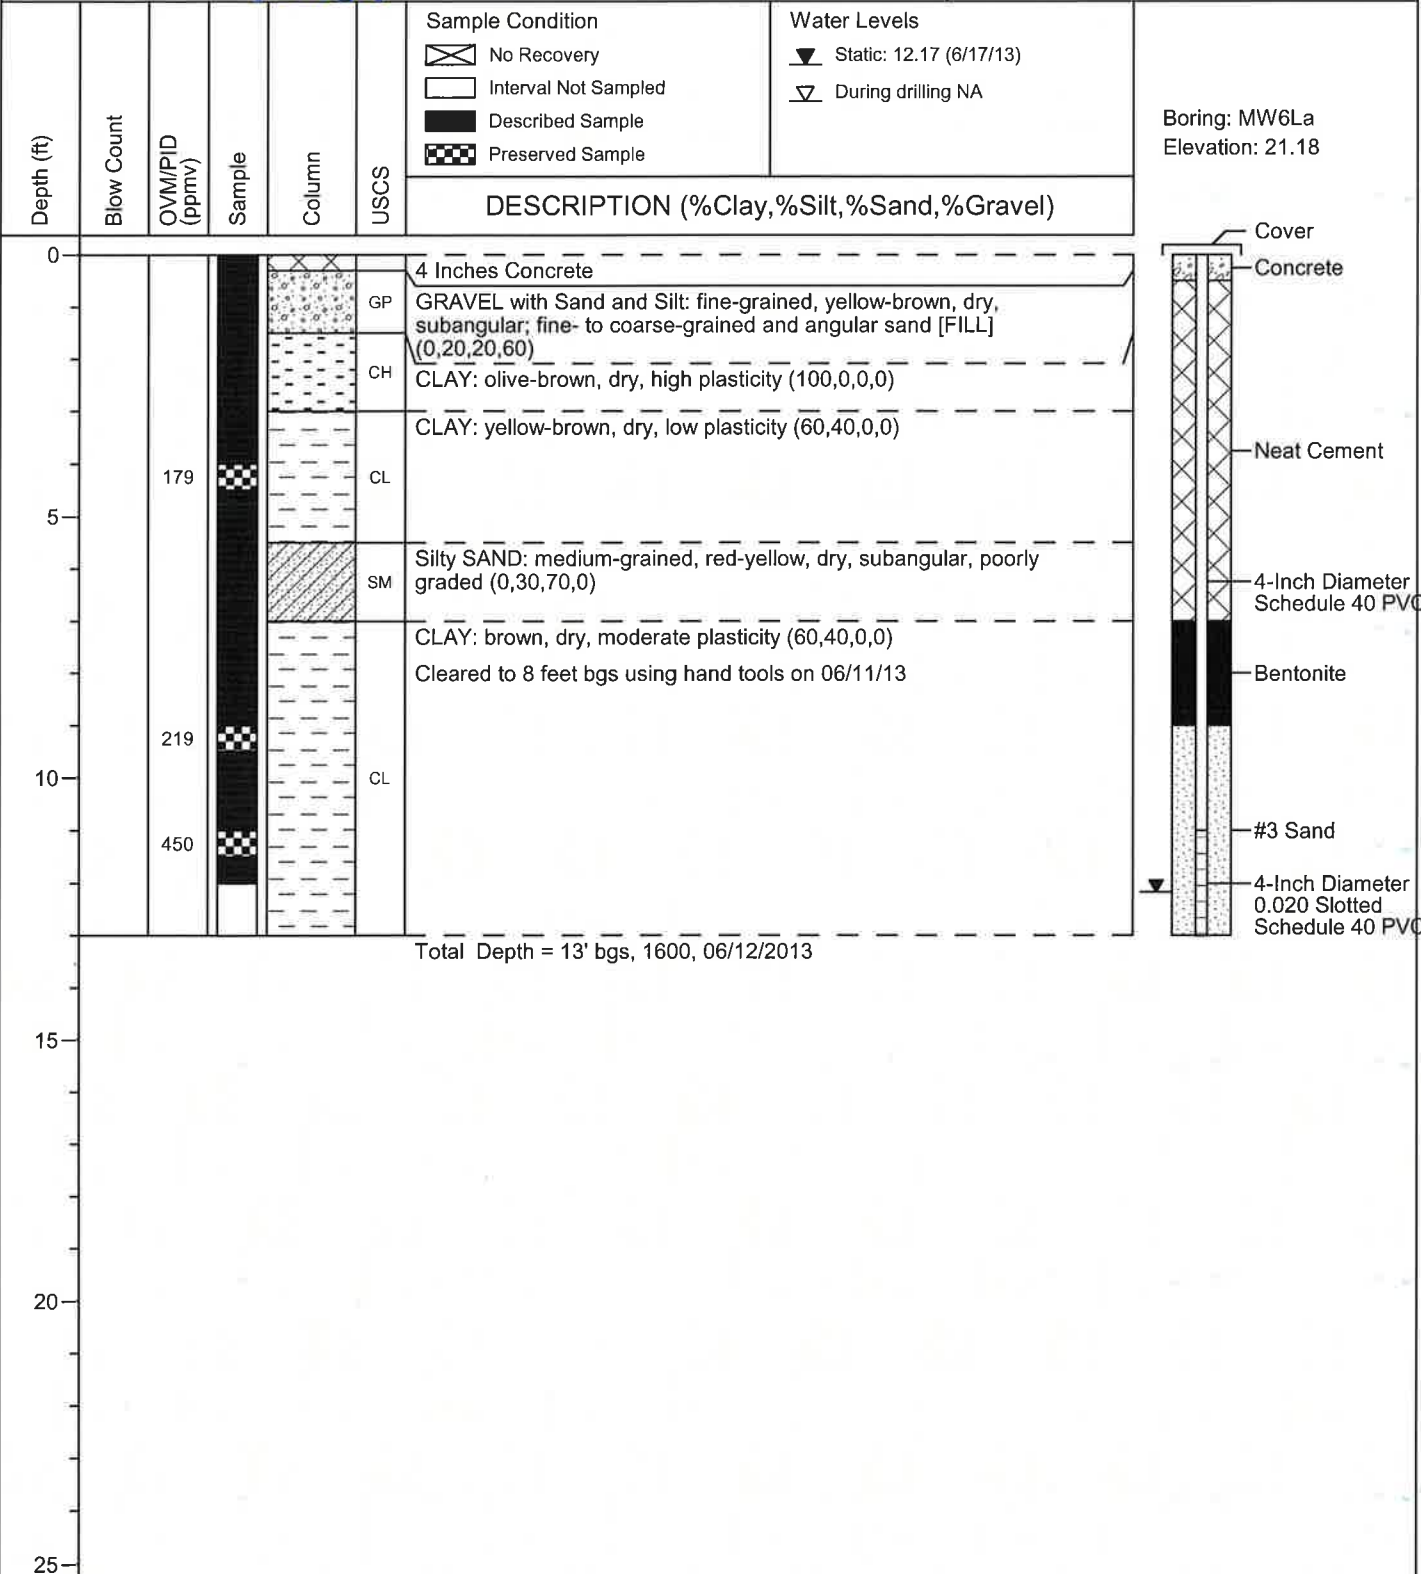 Depth (ft)
Blow Count
OVM/PID
(ppmv)
Sample
Column
USCS
Sample Condition
No Recovery
Interval Not Sampled
Described Sample
Preserved Sample
Water Levels
Static: 12.17 (6/17/13)
During drilling NA
DESCRIPTION (%Clay,%Silt,%Sand,%Gravel)
Boring: MW6La
Elevation: 21.18
Cover
0
4 Inches Concrete
Concrete
GP
GRAVEL with Sand and Silt: fine-grained, yellow-brown, dry,
subangular; fine- to coarse-grained and angular sand [FILL]
(0,20,20,60)
CH
CLAY: olive-brown, dry, high plasticity (100,0,0,0)
CLAY: yellow-brown, dry, low plasticity (60,40,0,0)
Neat Cement
179
CL
5
Silty SAND: medium-grained, red-yellow, dry, subangular, poorly
graded (0,30,70,0)
SM
4-Inch Diameter
Schedule 40 PVC
CLAY: brown, dry, moderate plasticity (60,40,0,0)
Cleared to 8 feet bgs using hand tools on 06/11/13
Bentonite
219
10
CL
#3 Sand
450
4-Inch Diameter
0.020 Slotted
Schedule 40 PVC
Total Depth = 13' bgs, 1600, 06/12/2013
15
20
25